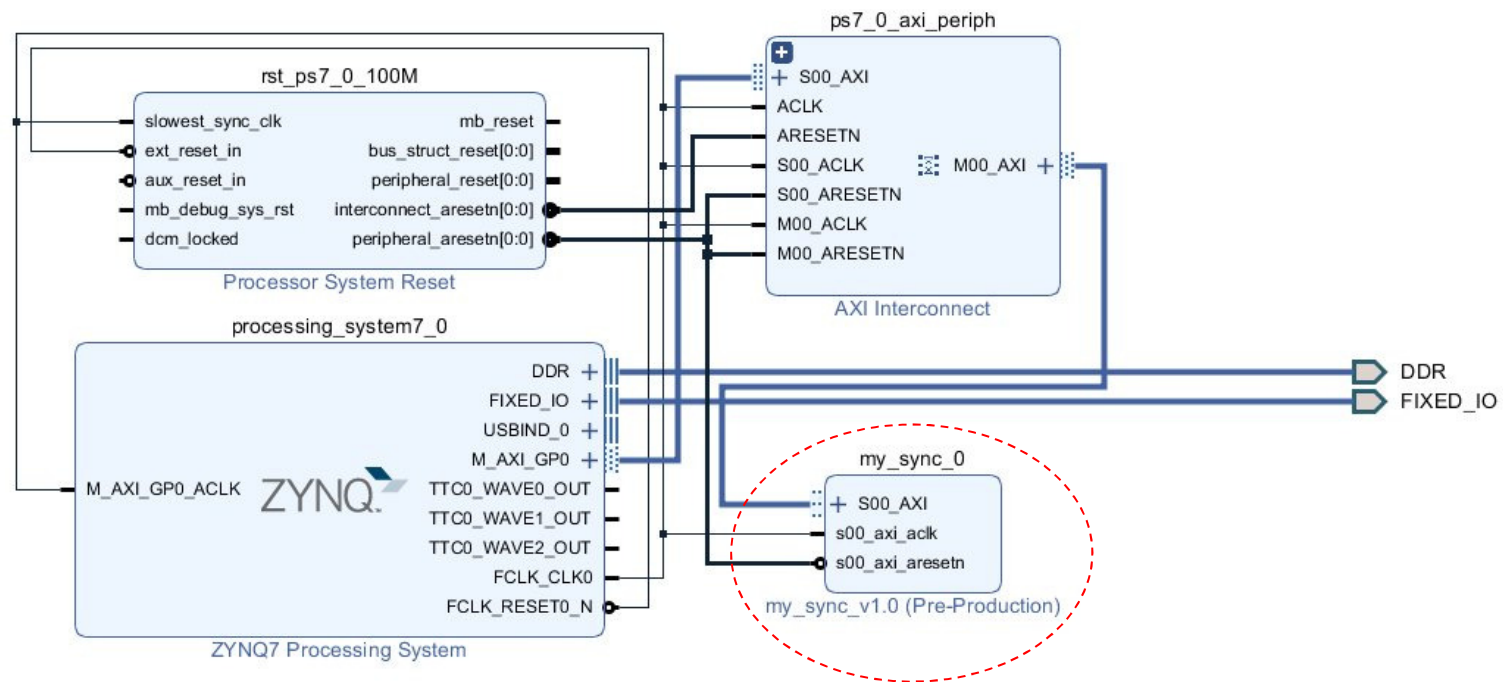 ps7_0_axi_periph
S00_AXI
ACLK
ARESETN
S00_ACLK
M00_AXI
S00_ARESETN
M00_ACLK
M00_ARESETN
AXI Interconnect
rst_ps7_0_100M
slowest_sync_clk mb_reset
ext_reset_in bus_struct_reset[0:0]
aux_reset_in peripheral_reset[0:0]
mb_debug_sys_rst interconnect_aresetn[0:0]
dcm_locked peripheral_aresetn[0:0]
Processor System Reset
processing_system7_0
DDR
FIXED_IO
USBIND_0
M_AXI_GP0
M_AXI_GP0_ACLK ZYNQ TTC0_WAVE0_OUT
TTC0_WAVE1_OUT
TTC0_WAVE2_OUT
FCLK_CLK0
FCLK_RESET0_N
ZYNQ7 Processing System
DDR
FIXED_IO
my_sync_0
S00_AXI
s00_axi_aclk
s00_axi_aresetn
my_sync_v1.0 (Pre-Production)